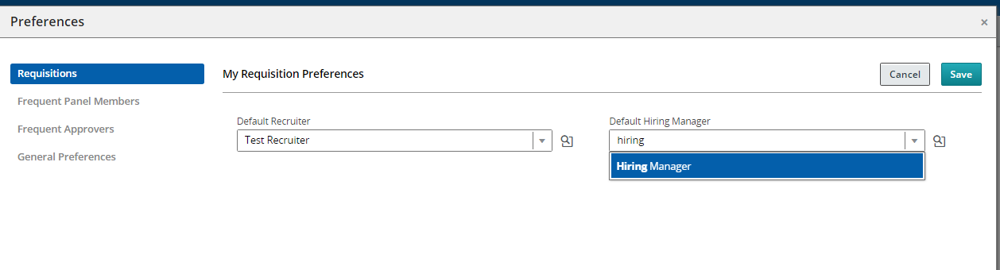 Preferences
×
Requisitions
Frequent Panel Members
Frequent Approvers
General Preferences
My Requisition Preferences
Cancel
Save
Default Recruiter
Test Recruiter
Default Hiring Manager
hiring
Hiring Manager